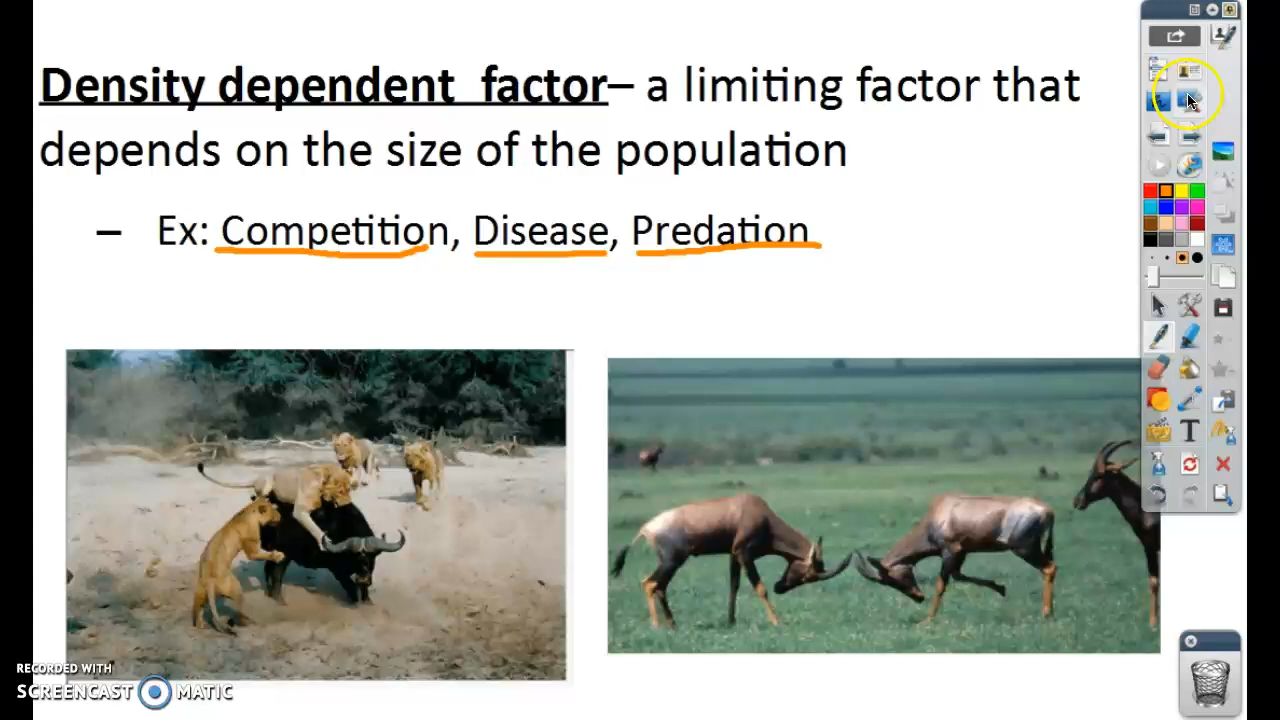 Density dependent factor– a limiting factor that
depends on the size of the population
– Ex: Competition, Disease, Predation
T
RECORDED WITH
SCREENCAST MATIC